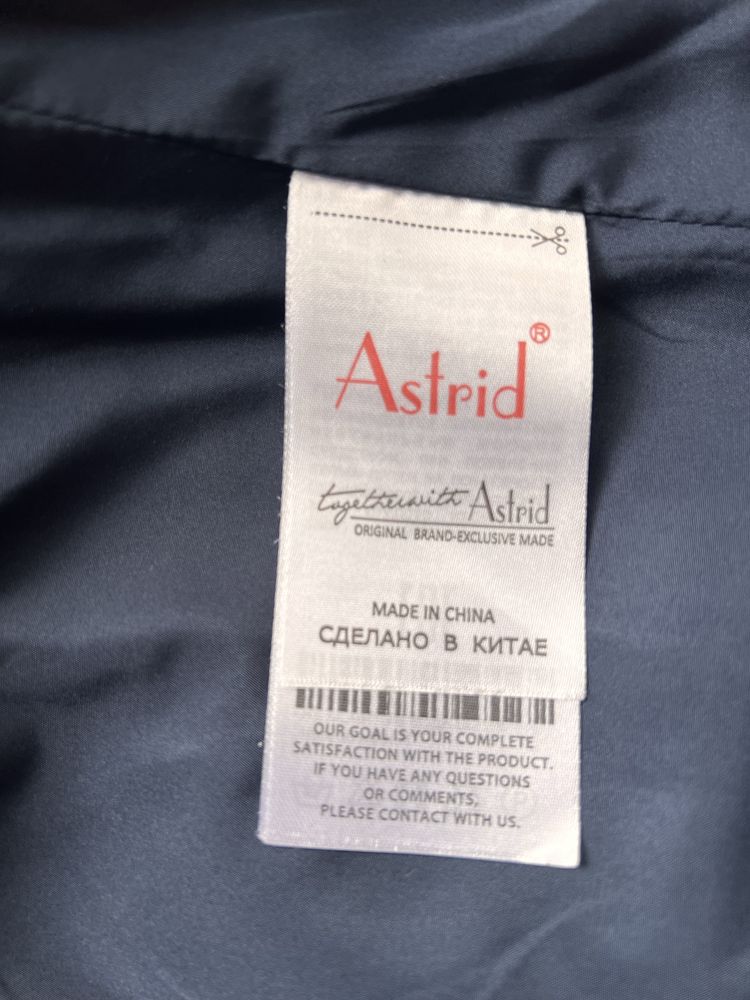 Astrid®
togetherwith Astrid
ORIGINAL BRAND-EXCLUSIVE MADE
MADE IN CHINA
СДЕЛАНО В КИТАЕ
OUR GOAL IS YOUR COMPLETE
SATISFACTION WITH THE PRODUCT.
IF YOU HAVE ANY QUESTIONS
OR COMMENTS,
PLEASE CONTACT WITH US.